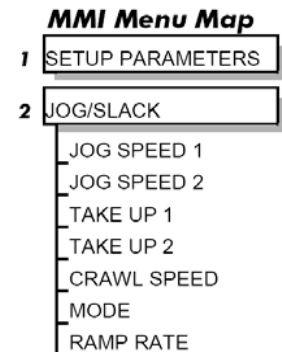 MMI Menu Map
1 SETUP PARAMETERS
2 JOG/SLACK
JOG SPEED 1
JOG SPEED 2
TAKE UP 1
TAKE UP 2
CRAWL SPEED
MODE
RAMP RATE